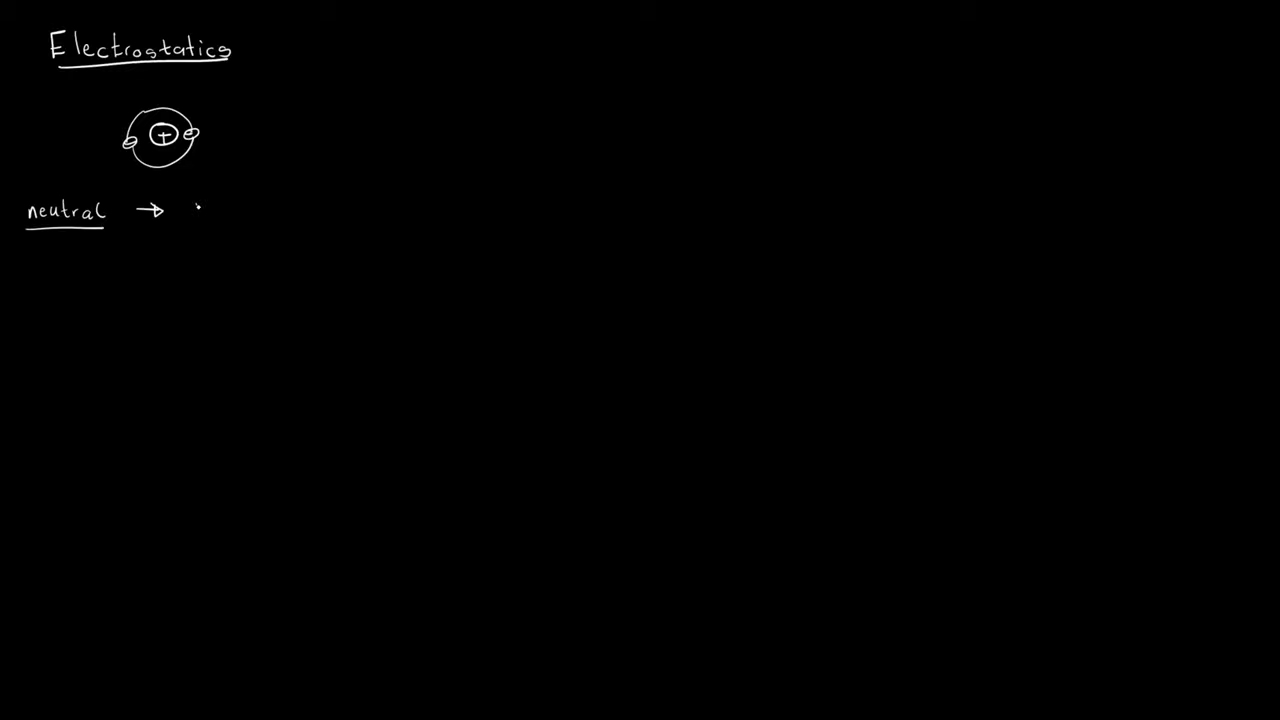 Electrostatics
+
neutral →